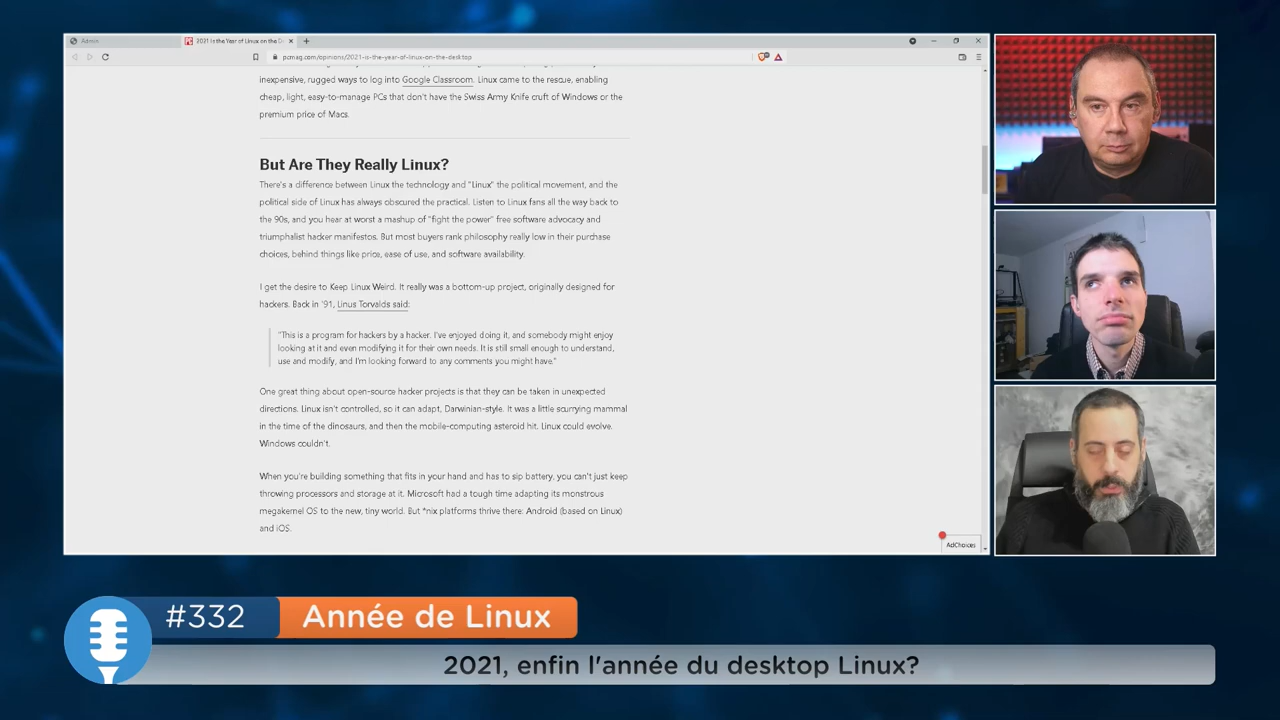 Admin
2021 Is the Year of Linux on the D
pcmag.com/opinions/2021-is-the-year-of-linux-on-the-desktop
inexpensive, rugged ways to log into Google Classroom. Linux came to the rescue, enabling
cheap, light, easy-to-manage PCs that don't have the Swiss Army Knife cruft of Windows or the
premium price of Macs.
But Are They Really Linux?
There's a difference between Linux the technology and "Linux" the political movement, and the
political side of Linux has always obscured the practical. Listen to Linux fans all the way back to
the 90s, and you hear at worst a mashup of "fight the power" free software advocacy and
triumphalist hacker manifestos. But most buyers rank philosophy really low in their purchase
choices, behind things like price, ease of use, and software availability.
I get the desire to Keep Linux Weird. It really was a bottom-up project, originally designed for
hackers. Back in '91, Linus Torvalds said:
"This is a program for hackers by a hacker. I've enjoyed doing it, and somebody might enjoy
looking at it and even modifying it for their own needs. It is still small enough to understand,
use and modify, and I'm looking forward to any comments you might have."
One great thing about open-source hacker projects is that they can be taken in unexpected
directions. Linux isn't controlled, so it can adapt, Darwinian-style. It was a little scurrying mammal
in the time of the dinosaurs, and then the mobile-computing asteroid hit. Linux could evolve.
Windows couldn't.
When you're building something that fits in your hand and has to sip battery, you can't just keep
throwing processors and storage at it. Microsoft had a tough time adapting its monstrous
megakernel OS to the new, tiny world. But *nix platforms thrive there: Android (based on Linux)
and iOS.
AdChoices
#332
Année de Linux
2021, enfin l'année du desktop Linux?